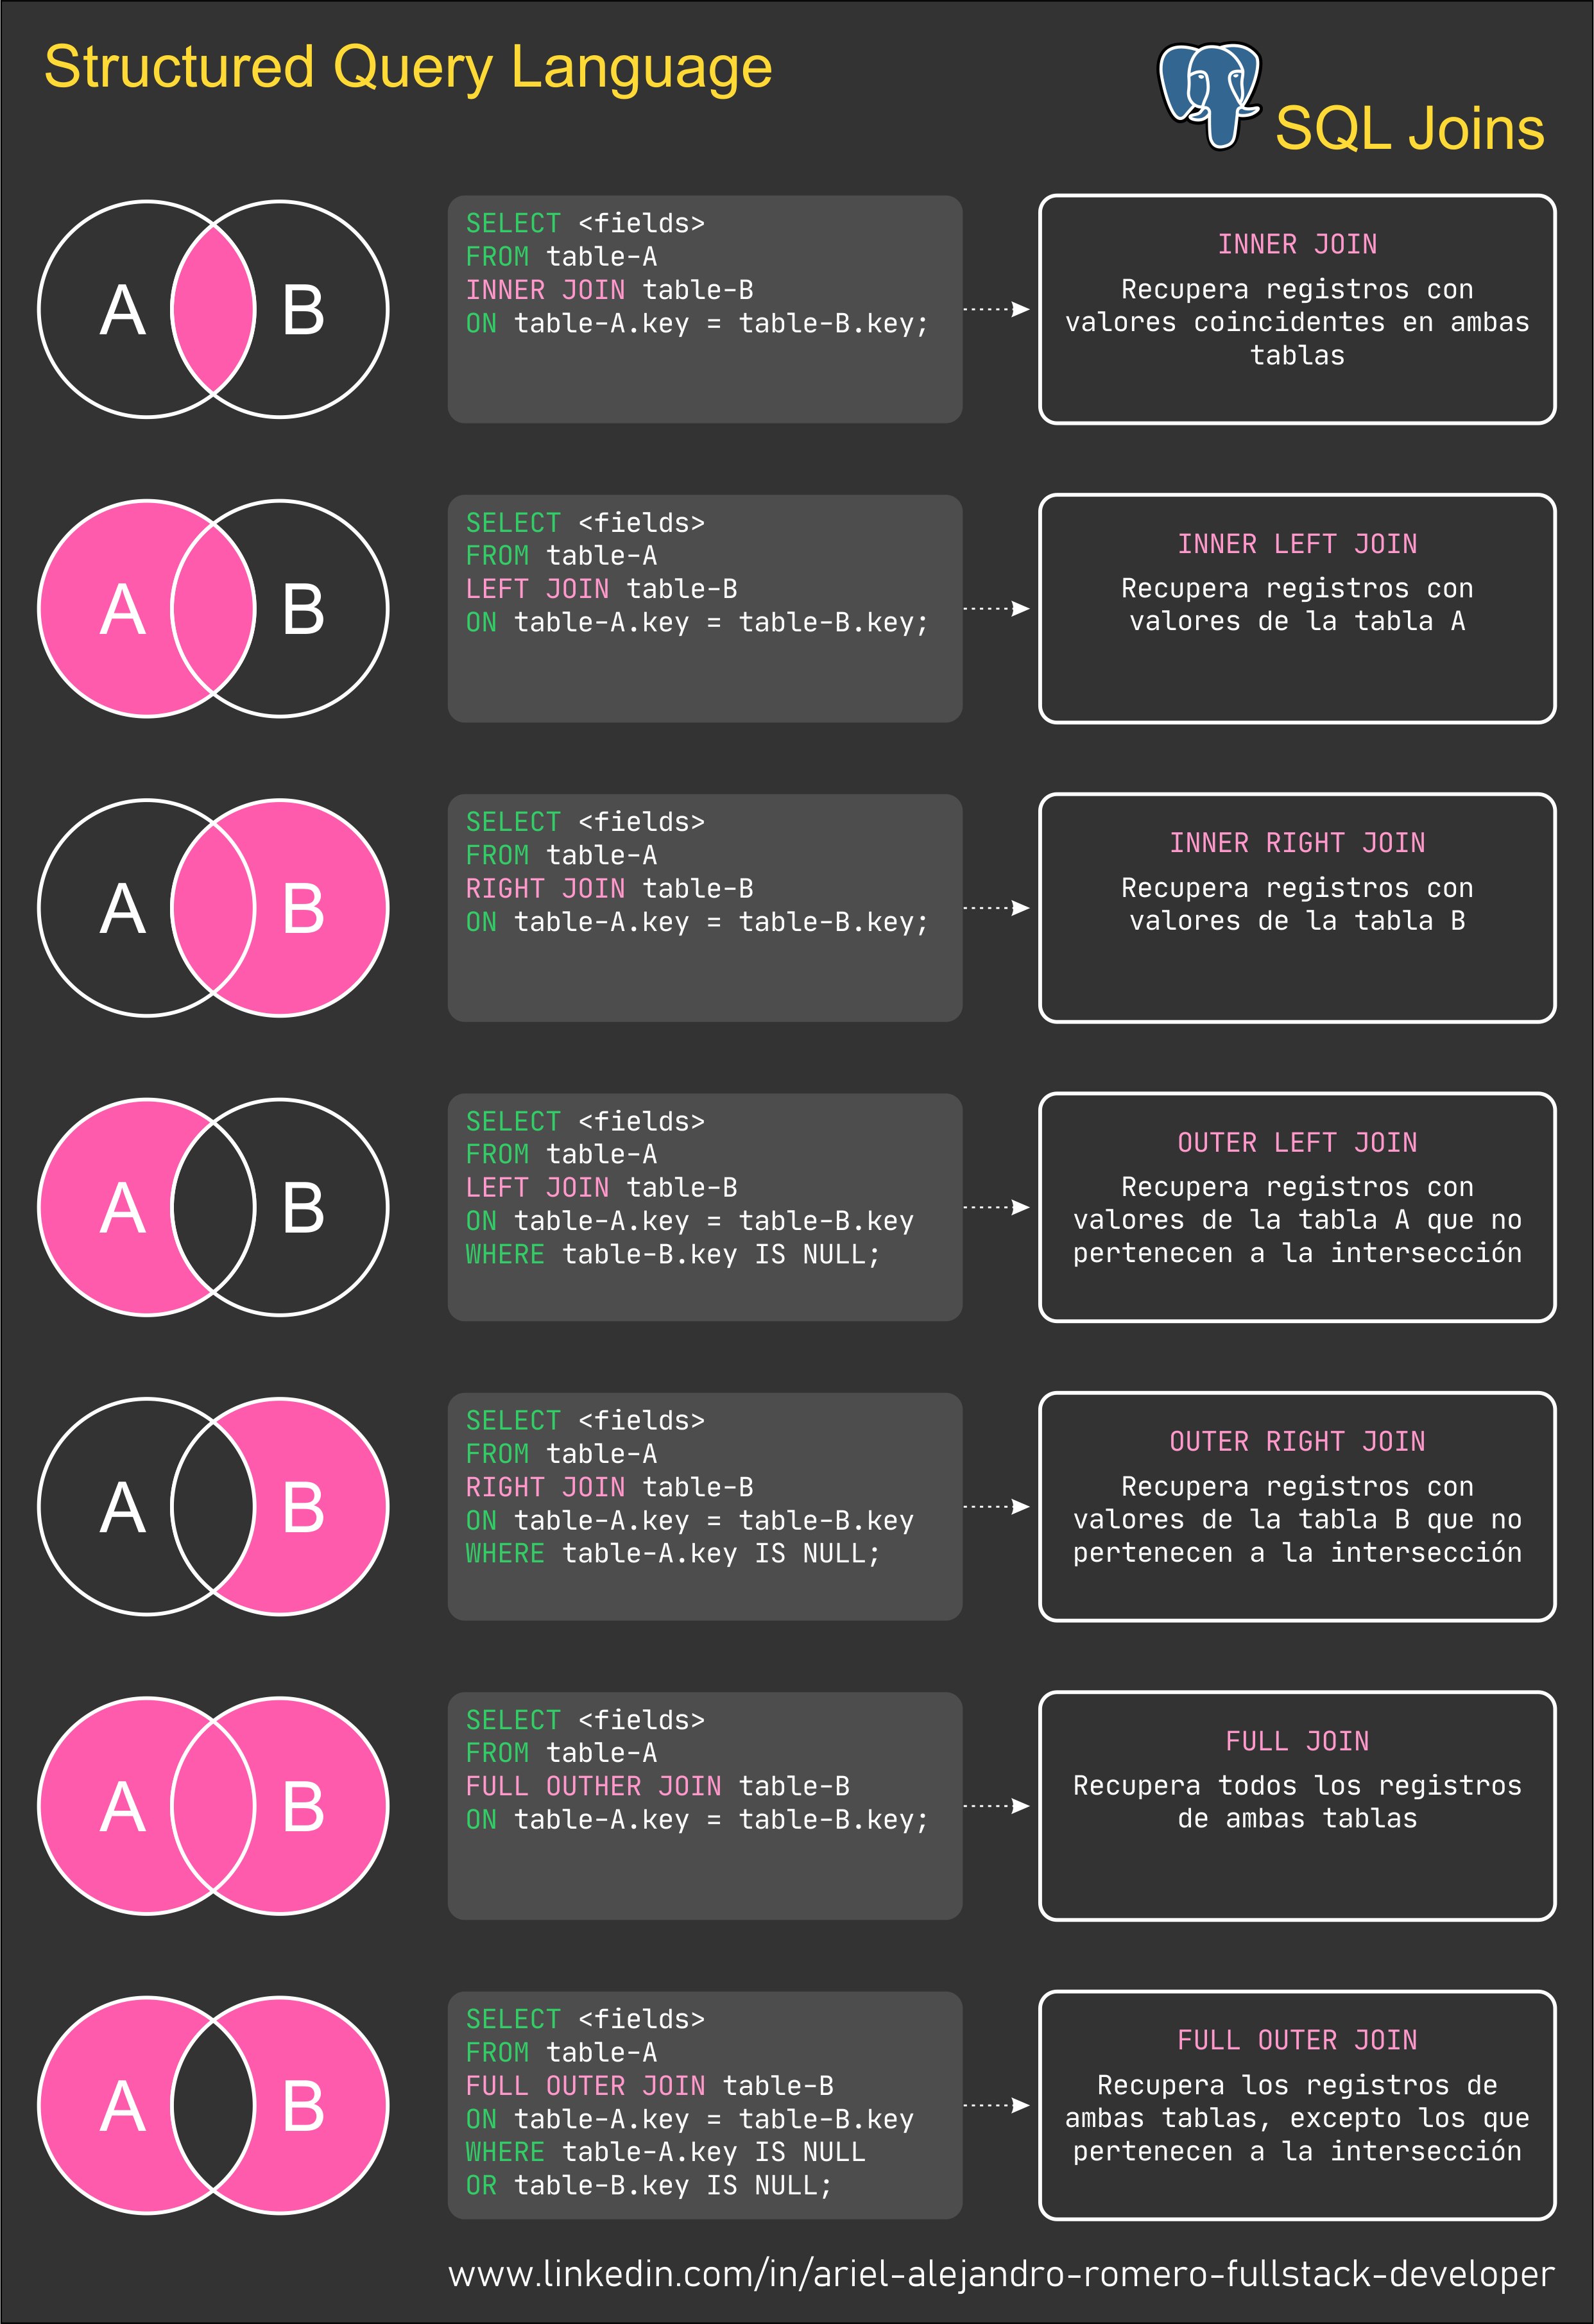 Structured Query Language
SQL Joins
A
B
SELECT <fields>
FROM table-A
INNER JOIN table-B
ON table-A.key = table-B.key;
INNER JOIN
Recupera registros con
valores coincidentes en ambas
tablas
A
B
SELECT <fields>
FROM table-A
LEFT JOIN table-B
ON table-A.key = table-B.key;
INNER LEFT JOIN
Recupera registros con
valores de la tabla A
A
B
SELECT <fields>
FROM table-A
RIGHT JOIN table-B
ON table-A.key = table-B.key;
INNER RIGHT JOIN
Recupera registros con
valores de la tabla B
A
B
SELECT <fields>
FROM table-A
LEFT JOIN table-B
ON table-A.key = table-B.key
WHERE table-B.key IS NULL;
OUTER LEFT JOIN
Recupera registros con
valores de la tabla A que no
pertenecen a la intersección
A
B
SELECT <fields>
FROM table-A
RIGHT JOIN table-B
ON table-A.key = table-B.key
WHERE table-A.key IS NULL;
OUTER RIGHT JOIN
Recupera registros con
valores de la tabla B que no
pertenecen a la intersección
A
B
SELECT <fields>
FROM table-A
FULL OUTHER JOIN table-B
ON table-A.key = table-B.key;
FULL JOIN
Recupera todos los registros
de ambas tablas
A
B
SELECT <fields>
FROM table-A
FULL OUTER JOIN table-B
ON table-A.key = table-B.key
WHERE table-A.key IS NULL
OR table-B.key IS NULL;
FULL OUTER JOIN
Recupera los registros de
ambas tablas, excepto los que
pertenecen a la intersección
www.linkedin.com/in/ariel-alejandro-romero-fullstack-developer